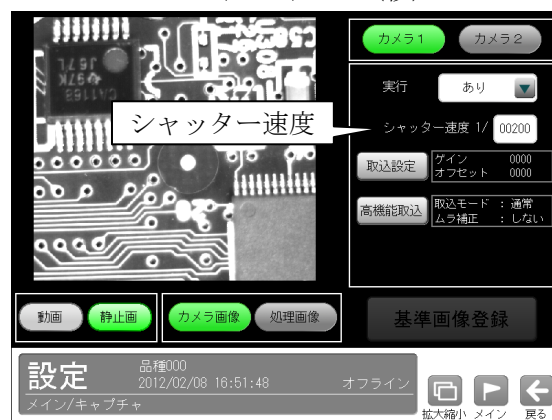 カメラ1 カメラ2
実行 あり
シャッター速度
シャッター速度 1/ 00200
取込設定 ゲイン 0000
オフセット 0000
高機能取込 取込モード : 通常
ムラ補正 : しない
動画 静止画 カメラ画像 処理画像 基準画像登録
設定 品種000
2012/02/08 16:51:48 オフライン
メイン/キャプチャ
拡大縮小 メイン 戻る